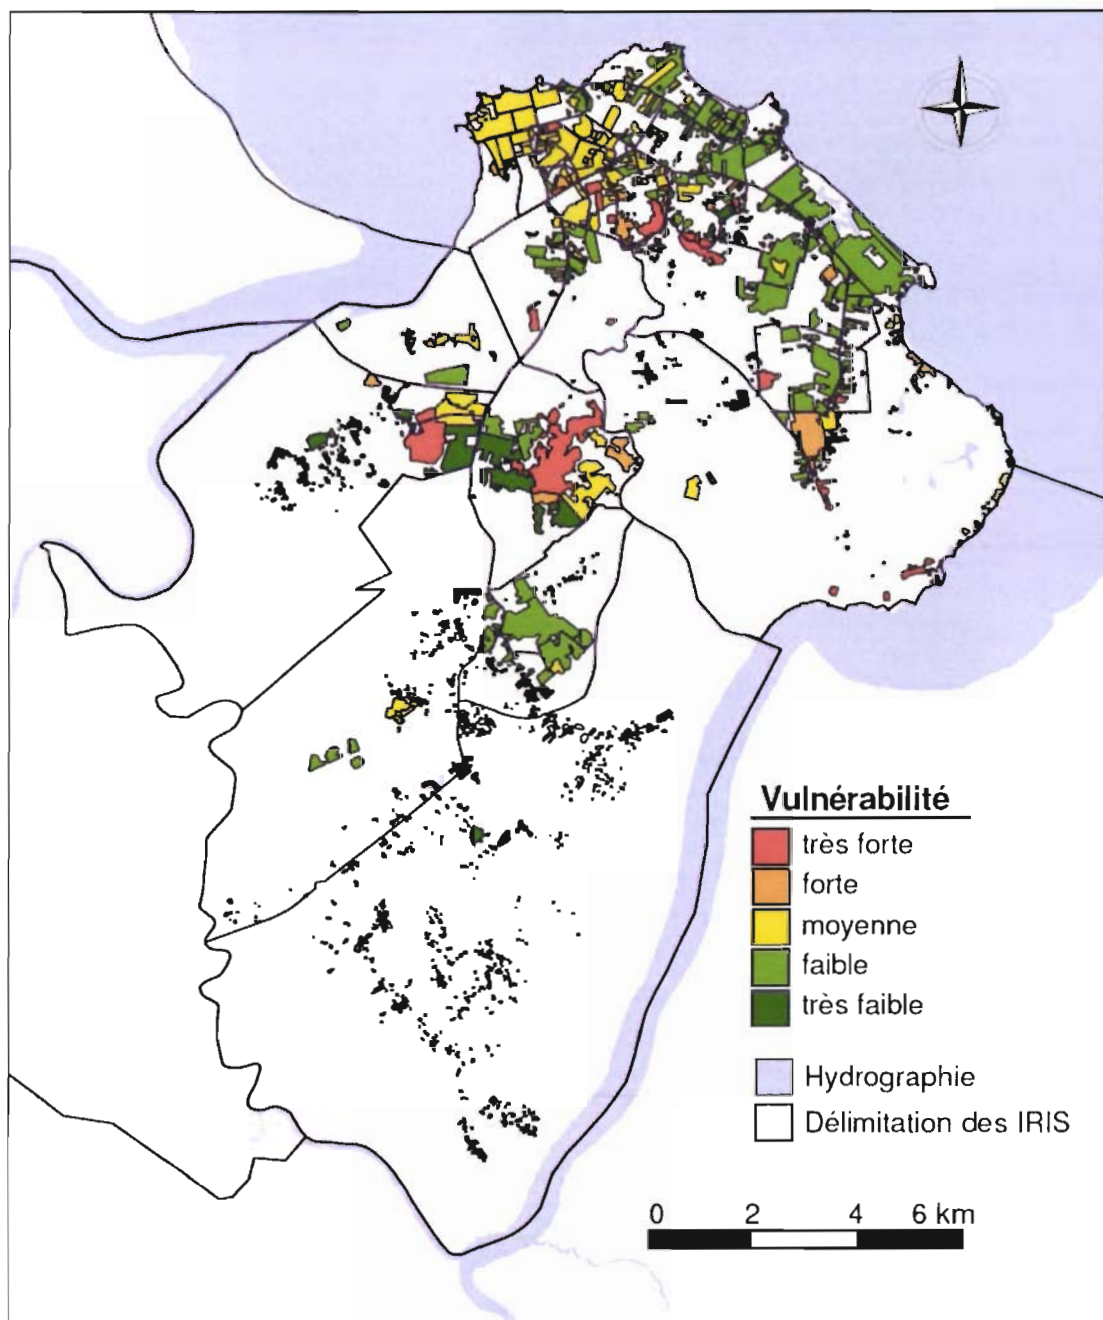 Vulnérabilité
très forte
forte
moyenne
faible
très faible
Hydrographie
Délimitation des IRIS
0 2 4 6 km